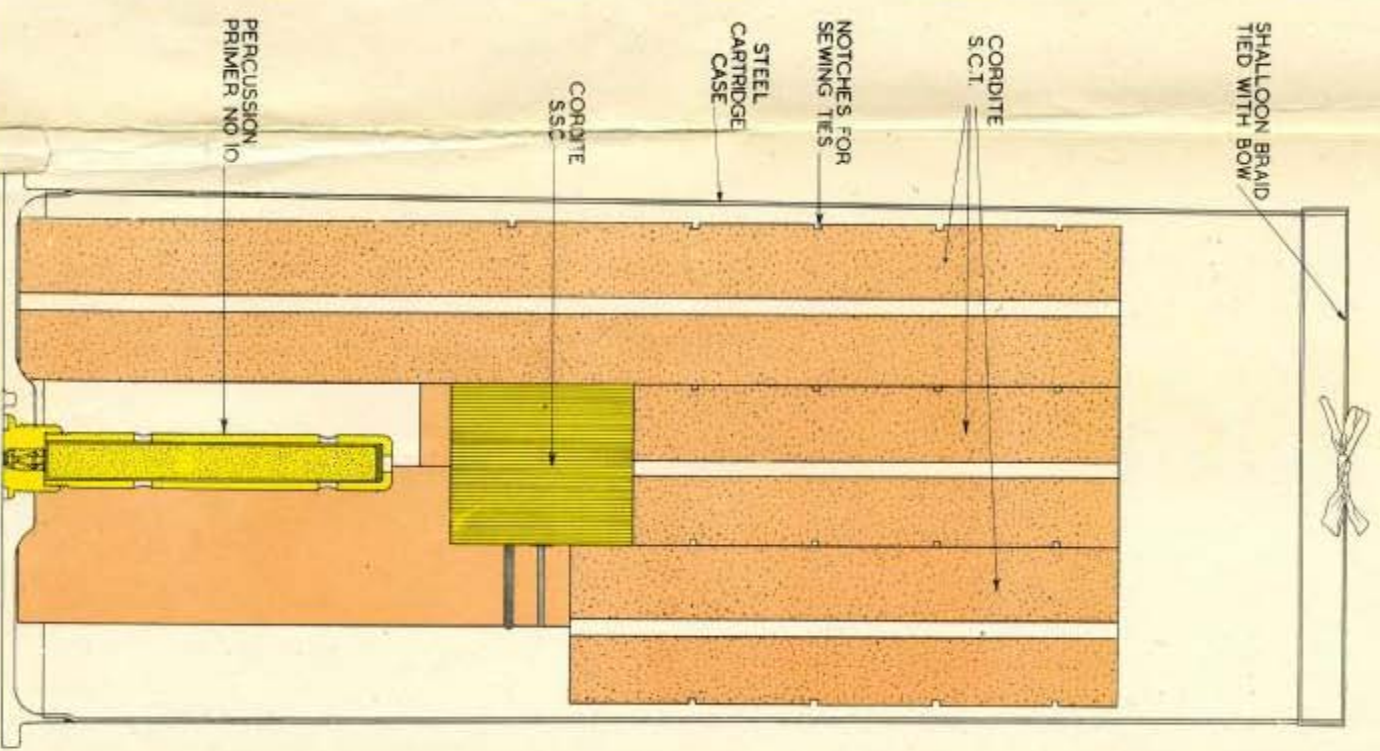 SHALLOON BRAID
TIED WITH BOW
CORDITE
S.C.T.
NOTCHES FOR
SEWING TIES
STEEL
CARTRIDGE
CASE
CORDITE
S.S.C
PERCUSSION
PRIMER NO 10